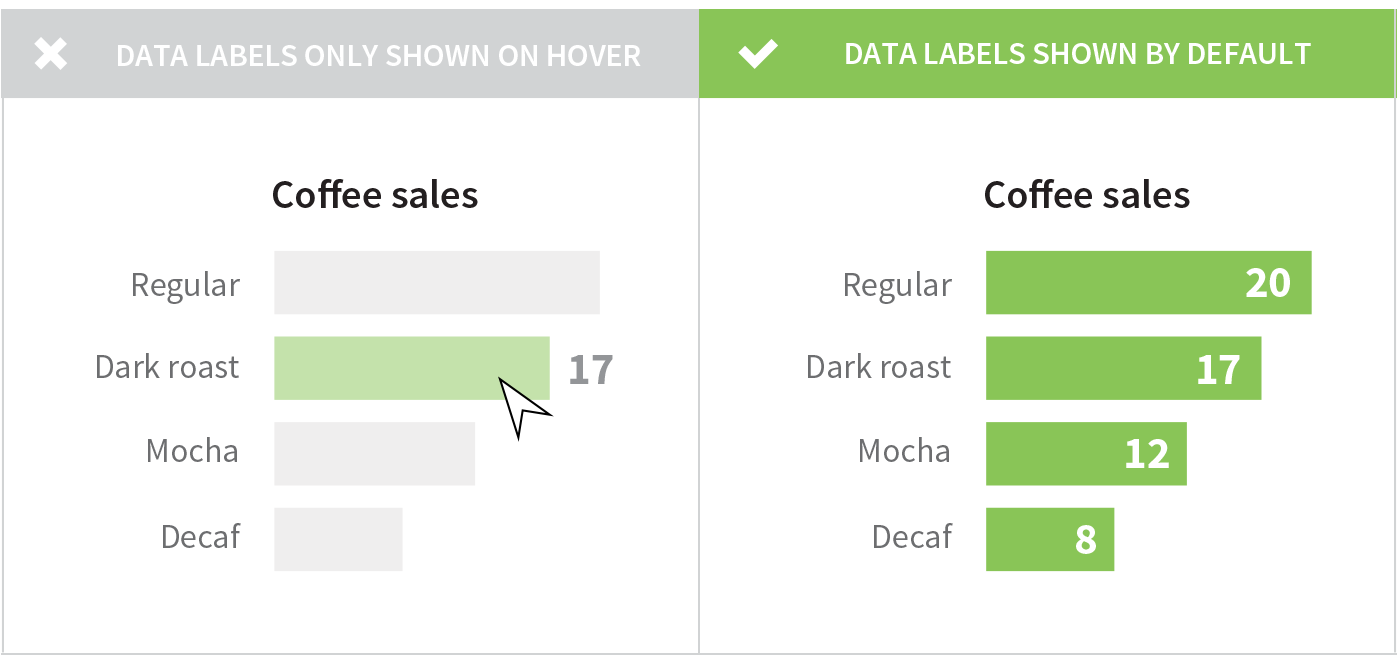 DATA LABELS ONLY SHOWN ON HOVER
Coffee sales
Regular
Dark roast 17
Mocha
Decaf
DATA LABELS SHOWN BY DEFAULT
Coffee sales
Regular 20
Dark roast 17
Mocha 12
Decaf 8